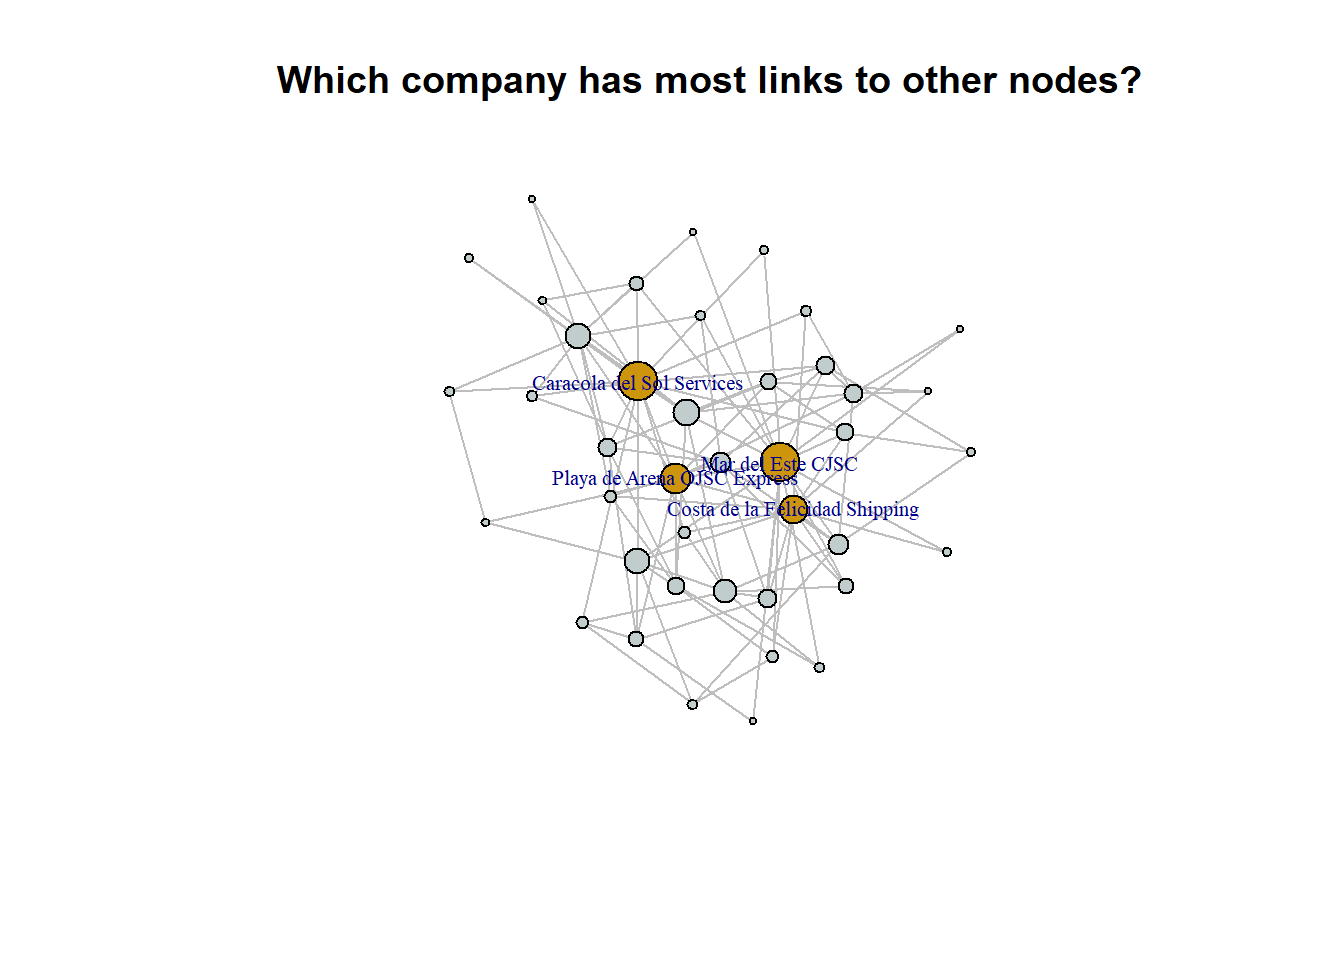 Which company has most links to other nodes?
Caracola del Sol Services
Mar del Este CJSC
Playa de Arena OJSC Express
Costa de la Felicidad Shipping